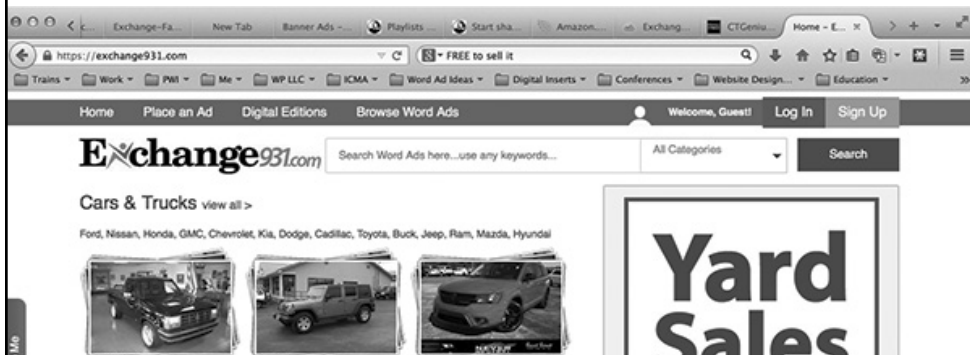 c... Exchange-Fa... New Tab Banner Ads -... Playlists ... Start sha... Amazon.... Exchang... CTGeniu... Home - E... × > +
https://exchange931.com FREE to sell it
Trains Work PWI Me WP LLC ICMA Word Ad Ideas Digital Inserts Conferences Website Design... Education
Home Place an Ad Digital Editions Browse Word Ads Welcome, Guest! Log In Sign Up
Exchange931.com Search Word Ads here...use any keywords... All Categories Search
Cars & Trucks view all >
Ford, Nissan, Honda, GMC, Chevrolet, Kia, Dodge, Cadillac, Toyota, Buck, Jeep, Ram, Mazda, Hyundai
Yard
Sales
Me
NEVER